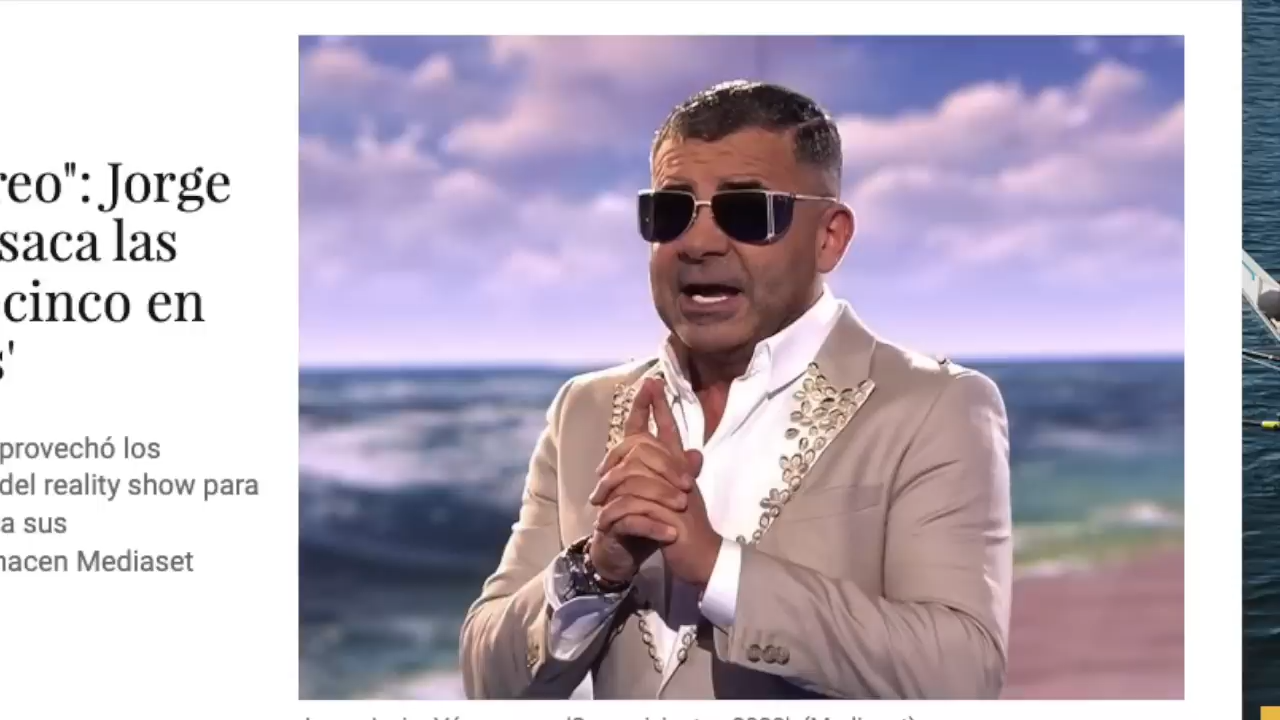 reo": Jorge
saca las
cinco en
s'
provechó los
del reality show para
a sus
nacen Mediaset